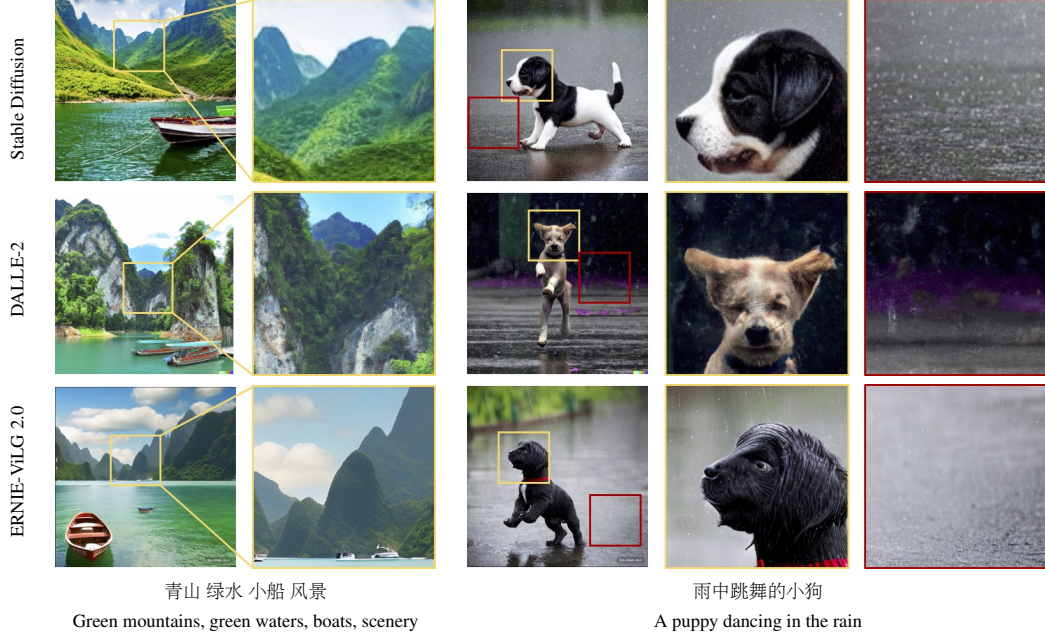 Stable Diffusion
DALLE-2
ERNIE-ViLG 2.0
青山 绿水 小船 风景
Green mountains, green waters, boats, scenery
雨中跳舞的小狗
A puppy dancing in the rain